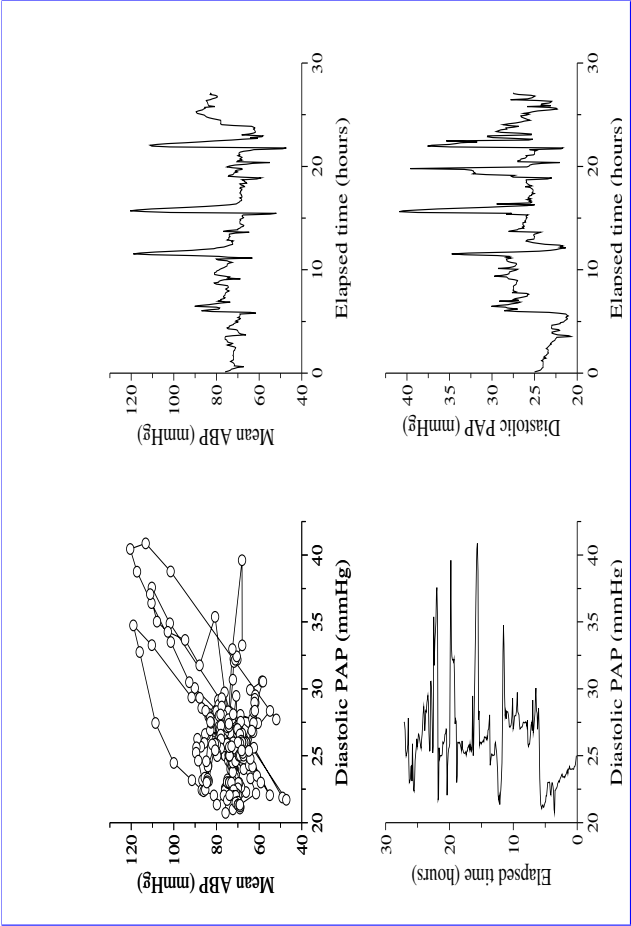 Mean ABP (mmHg)
120
100
80
60
40
20 25 30 35 40
Diastolic PAP (mmHg)
Mean ABP (mmHg)
120
100
80
60
40
0 10 20 30
Elapsed time (hours)
Elapsed time (hours)
30
20
10
0
20 25 30 35 40
Diastolic PAP (mmHg)
Diastolic PAP (mmHg)
40
35
30
25
20
0 10 20 30
Elapsed time (hours)